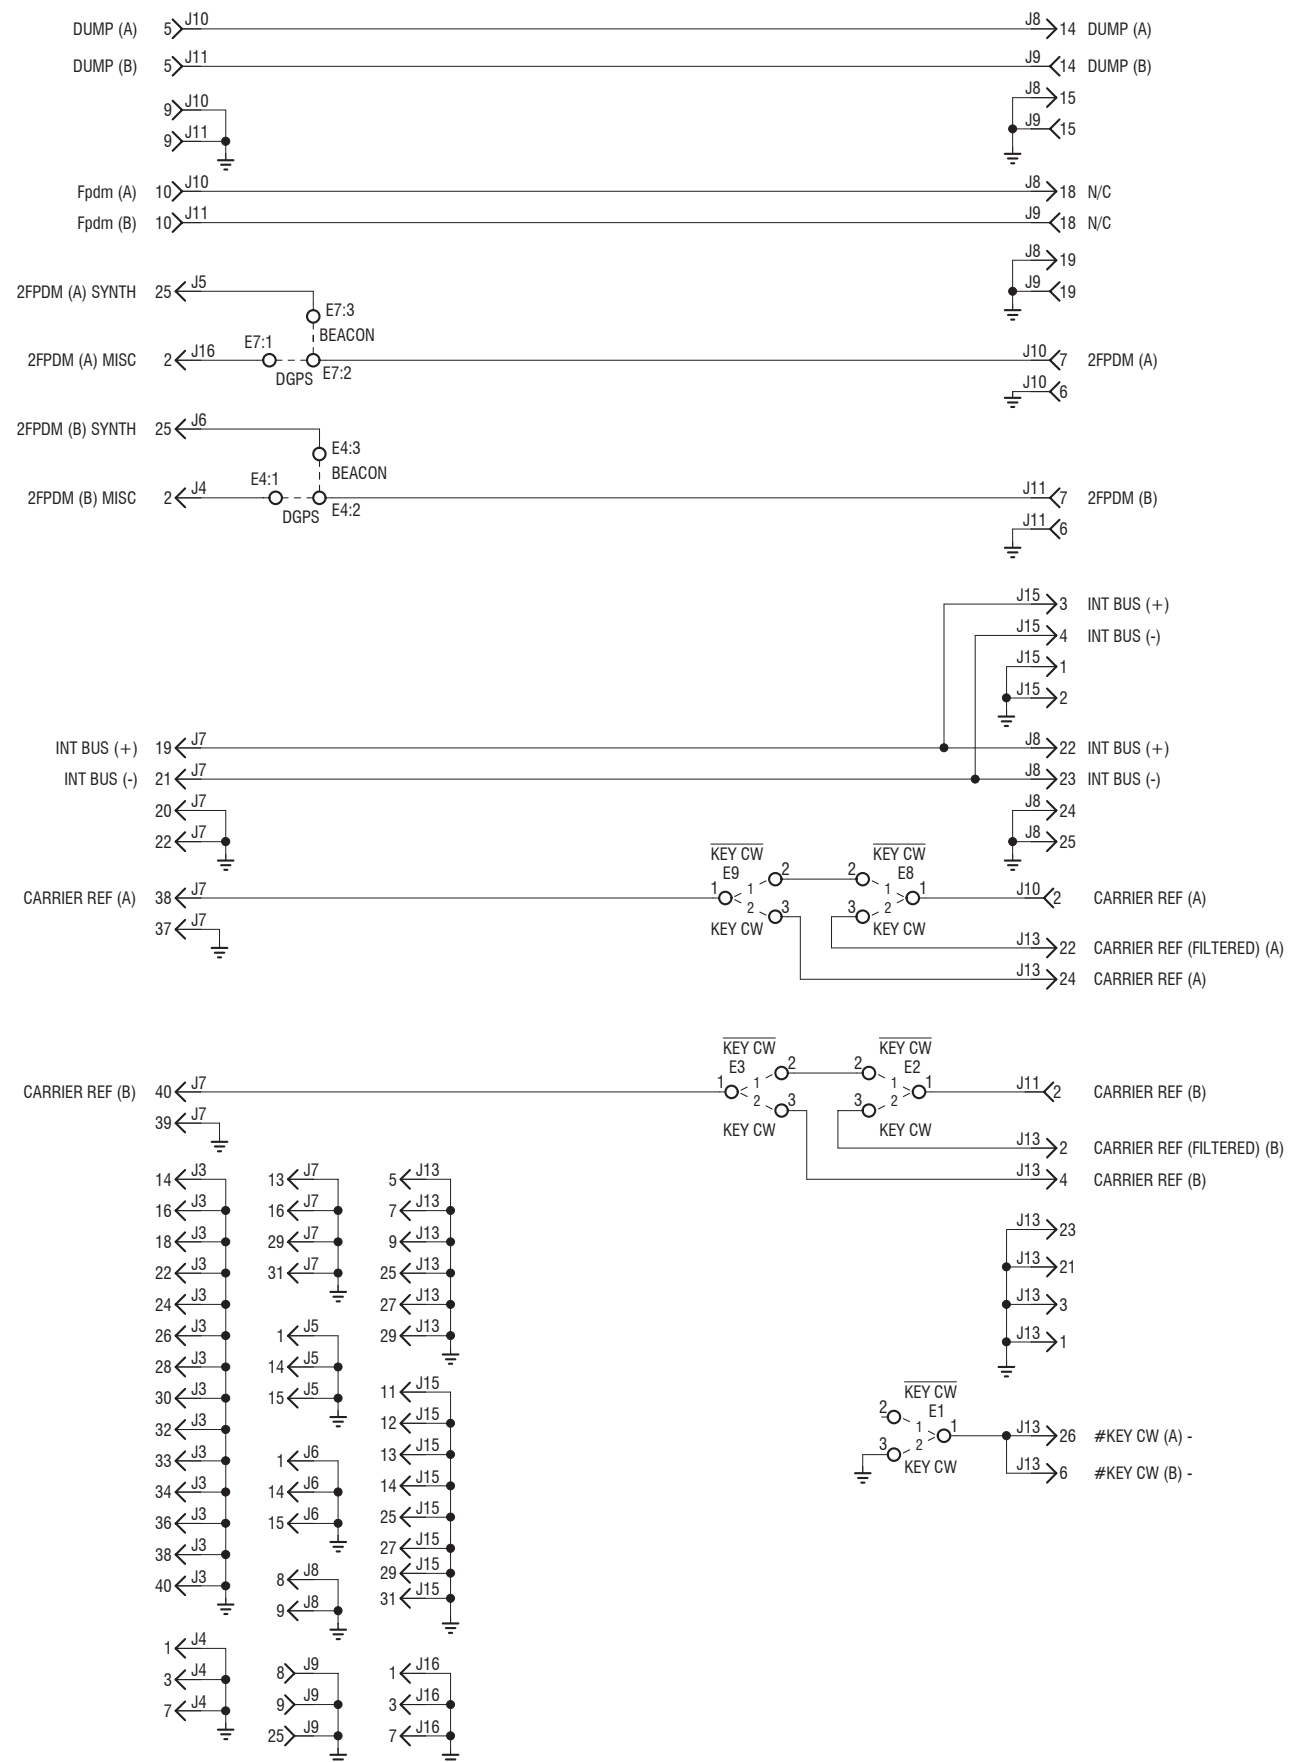 DUMP (A) 5 J10 J8 14 DUMP (A)
DUMP (B) 5 J11 J9 14 DUMP (B)
9 J10 J8 15
9 J11 J9 15
Fpdm (A) 10 J10 J8 18 N/C
Fpdm (B) 10 J11 J9 18 N/C
J8 19
2FPDM (A) SYNTH 25 J5 J9 19
E7:3
BEACON
E7:1
2FPDM (A) MISC 2 J16 J10 7 2FPDM (A)
DGPS E7:2
J10 6
2FPDM (B) SYNTH 25 J6
E4:3
BEACON
E4:1
2FPDM (B) MISC 2 J4 J11 7 2FPDM (B)
DGPS E4:2
J11 6
J15 3 INT BUS (+)
J15 4 INT BUS (-)
J15 1
J15 2
INT BUS (+) 19 J7 J8 22 INT BUS (+)
INT BUS (-) 21 J7 J8 23 INT BUS (-)
20 J7 J8 24
22 J7 J8 25
KEY CW KEY CW
E9 2 2 E8
CARRIER REF (A) 38 J7 1 1 1 1 J10 2 CARRIER REF (A)
2 3 3 2
37 J7 KEY CW KEY CW
J13 22 CARRIER REF (FILTERED) (A)
J13 24 CARRIER REF (A)
KEY CW KEY CW
E3 2 2 E2
CARRIER REF (B) 40 J7 1 1 1 1 J11 2 CARRIER REF (B)
2 3 3 2
39 J7 KEY CW KEY CW
J13 2 CARRIER REF (FILTERED) (B)
14 J3 13 J7 5 J13 J13 4 CARRIER REF (B)
16 J3 16 J7 7 J13
J13 23
18 J3 29 J7 9 J13
22 J3 31 J7 25 J13 J13 21
24 J3 27 J13 J13 3
26 J3 1 J5 29 J13 J13 1
28 J3 14 J5
30 J3 15 J5 11 J15 KEY CW
2 E1
32 J3 12 J15 1 1 J13 26 #KEY CW (A) -
3 2
33 J3 1 J6 13 J15 KEY CW J13 6 #KEY CW (B) -
34 J3 14 J6 14 J15
36 J3 15 J6 25 J15
38 J3 27 J15
40 J3 8 J8 29 J15
9 J8 31 J15
1 J4
3 J4 8 J9 1 J16
7 J4 9 J9 3 J16
25 J9 7 J16